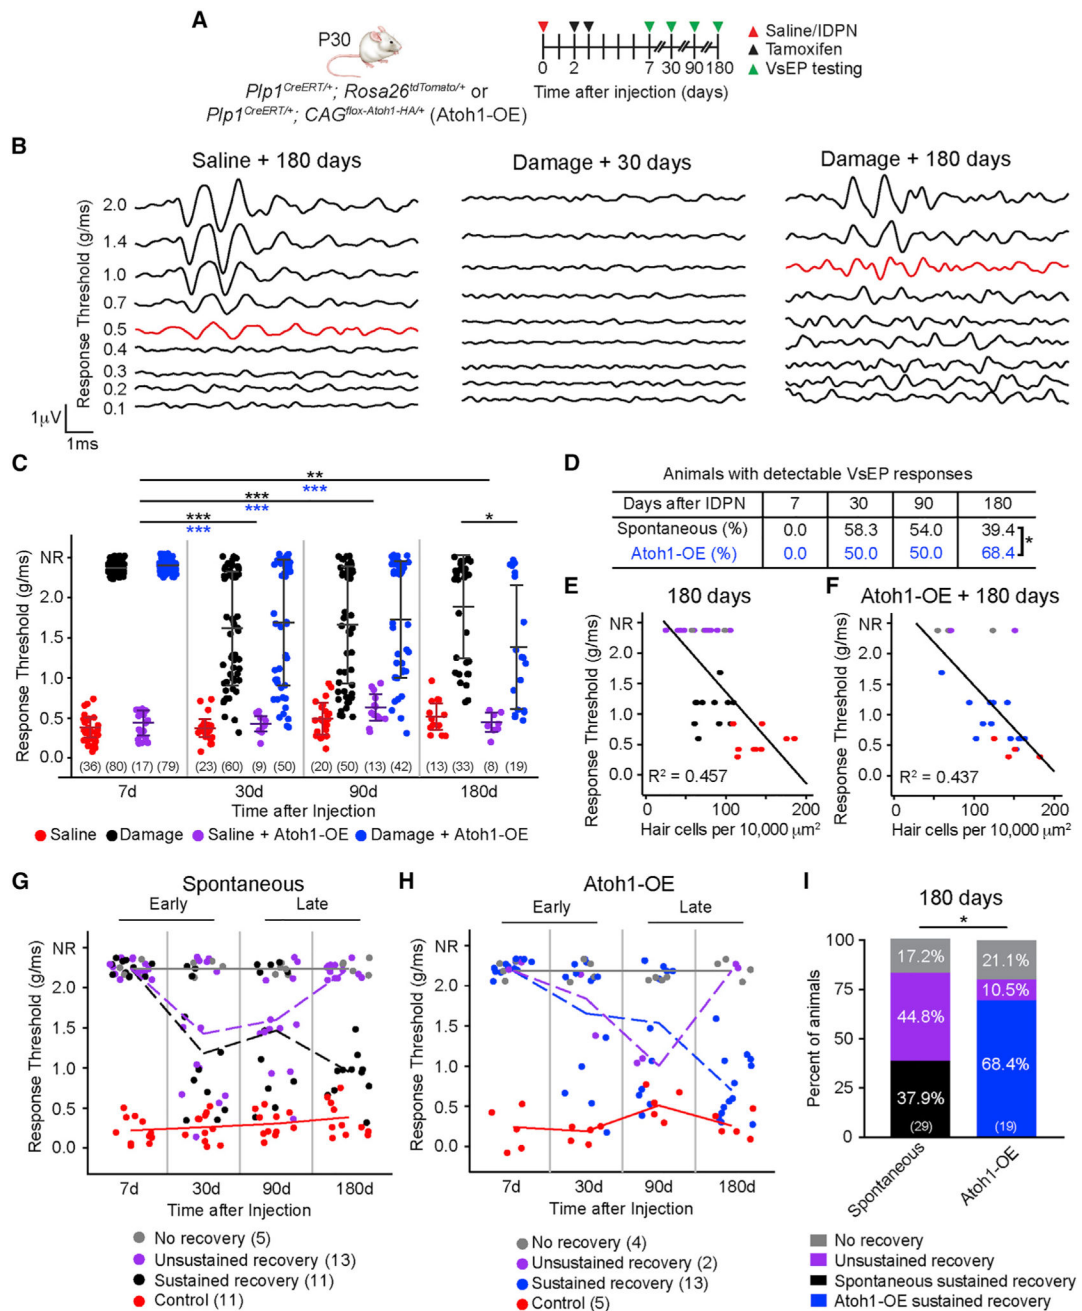 A
P30
Plp1CreERT/+; Rosa26tdTomato/+ or
Plp1CreERT/+; CAGflox-Atoh1-HA/+ (Atoh1-OE)
0 2 7 30 90 180
Time after injection (days)
Saline/IDPN
Tamoxifen
VsEP testing
B
Saline + 180 days
Damage + 30 days
Damage + 180 days
Response Threshold (g/ms)
2.0
1.4
1.0
0.7
0.5
0.4
0.3
0.2
0.1
1μV
1ms
C
** 
***
***
***
***
***
*
Response Threshold (g/ms)
NR
2.0
1.5
1.0
0.5
0.0
(36) (80) (17) (79) (23) (60) (9) (50) (20) (50) (13) (42) (13) (33) (8) (19)
7d 30d 90d 180d
Time after Injection
Saline Damage Saline + Atoh1-OE Damage + Atoh1-OE
D
Animals with detectable VsEP responses
Days after IDPN 7 30 90 180
Spontaneous (%) 0.0 58.3 54.0 39.4
Atoh1-OE (%) 0.0 50.0 50.0 68.4
*
E
180 days
Response Threshold (g/ms)
NR
2.0
1.5
1.0
0.5
0.0
R2 = 0.457
0 100 200
Hair cells per 10,000 μm2
F
Atoh1-OE + 180 days
Response Threshold (g/ms)
NR
2.0
1.5
1.0
0.5
0.0
R2 = 0.437
0 100 200
Hair cells per 10,000 μm2
G
Spontaneous
Early Late
Response Threshold (g/ms)
NR
2.0
1.5
1.0
0.5
0.0
7d 30d 90d 180d
Time after Injection
No recovery (5)
Unsustained recovery (13)
Sustained recovery (11)
Control (11)
H
Atoh1-OE
Early Late
Response Threshold (g/ms)
NR
2.0
1.5
1.0
0.5
0.0
7d 30d 90d 180d
Time after Injection
No recovery (4)
Unsustained recovery (2)
Sustained recovery (13)
Control (5)
I
180 days
*
Percent of animals
100
75
50
25
0
17.2%
44.8%
37.9%
(29)
21.1%
10.5%
68.4%
(19)
Spontaneous
Atoh1-OE
No recovery
Unsustained recovery
Spontaneous sustained recovery
Atoh1-OE sustained recovery